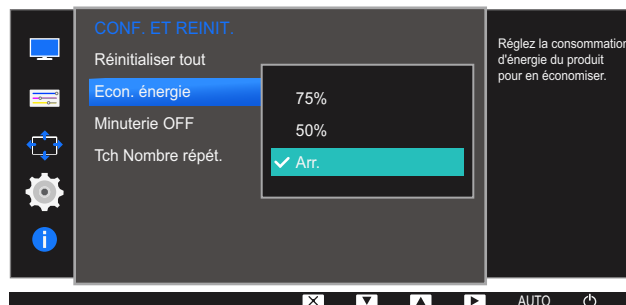 CONF. ET REINIT.
Réinitialiser tout
Econ. énergie
Minuterie OFF
Tch Nombre répét.
75%
50%
Arr.
Réglez la consommation
d'énergie du produit
pour en économiser.
AUTO